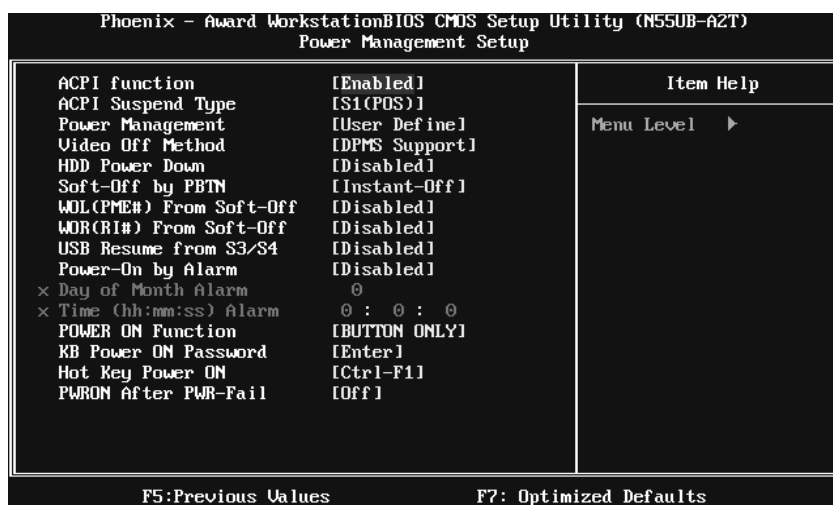 Phoenix - Award WorkstationBIOS CMOS Setup Utility (N55UB-A2T)
Power Management Setup
ACPI function [Enabled]
ACPI Suspend Type [S1(POS)]
Power Management [User Define]
Video Off Method [DPMS Support]
HDD Power Down [Disabled]
Soft-Off by PBTN [Instant-Off]
WOL(PME#) From Soft-Off [Disabled]
WOR(RI#) From Soft-Off [Disabled]
USB Resume from S3/S4 [Disabled]
Power-On by Alarm [Disabled]
x Day of Month Alarm 0
x Time (hh:mm:ss) Alarm 0 : 0 : 0
POWER ON Function [BUTTON ONLY]
KB Power ON Password [Enter]
Hot Key Power ON [Ctrl-F1]
PWRON After PWR-Fail [Off]
Item Help
Menu Level ▶
F5:Previous Values F7: Optimized Defaults